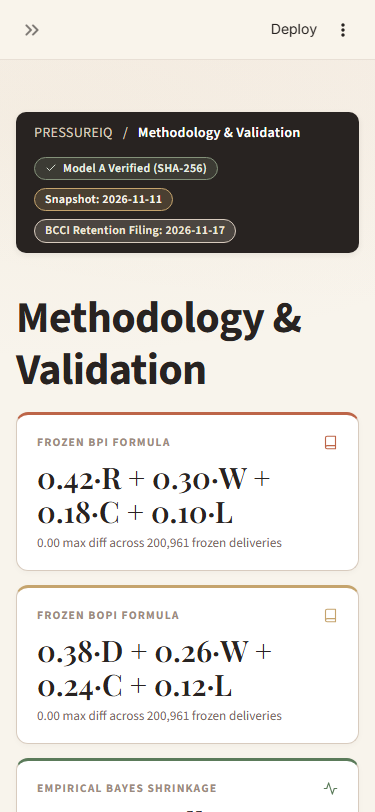 Deploy
PRESSUREIQ / Methodology & Validation
Model A Verified (SHA-256)
Snapshot: 2026-11-11
BCCI Retention Filing: 2026-11-17
Methodology &
Validation
FROZEN BPI FORMULA
0.42·R + 0.30·W +
0.18·C + 0.10·L
0.00 max diff across 200,961 frozen deliveries
FROZEN BOPI FORMULA
0.38·D + 0.26·W +
0.24·C + 0.12·L
0.00 max diff across 200,961 frozen deliveries
EMPIRICAL BAYES SHRINKAGE